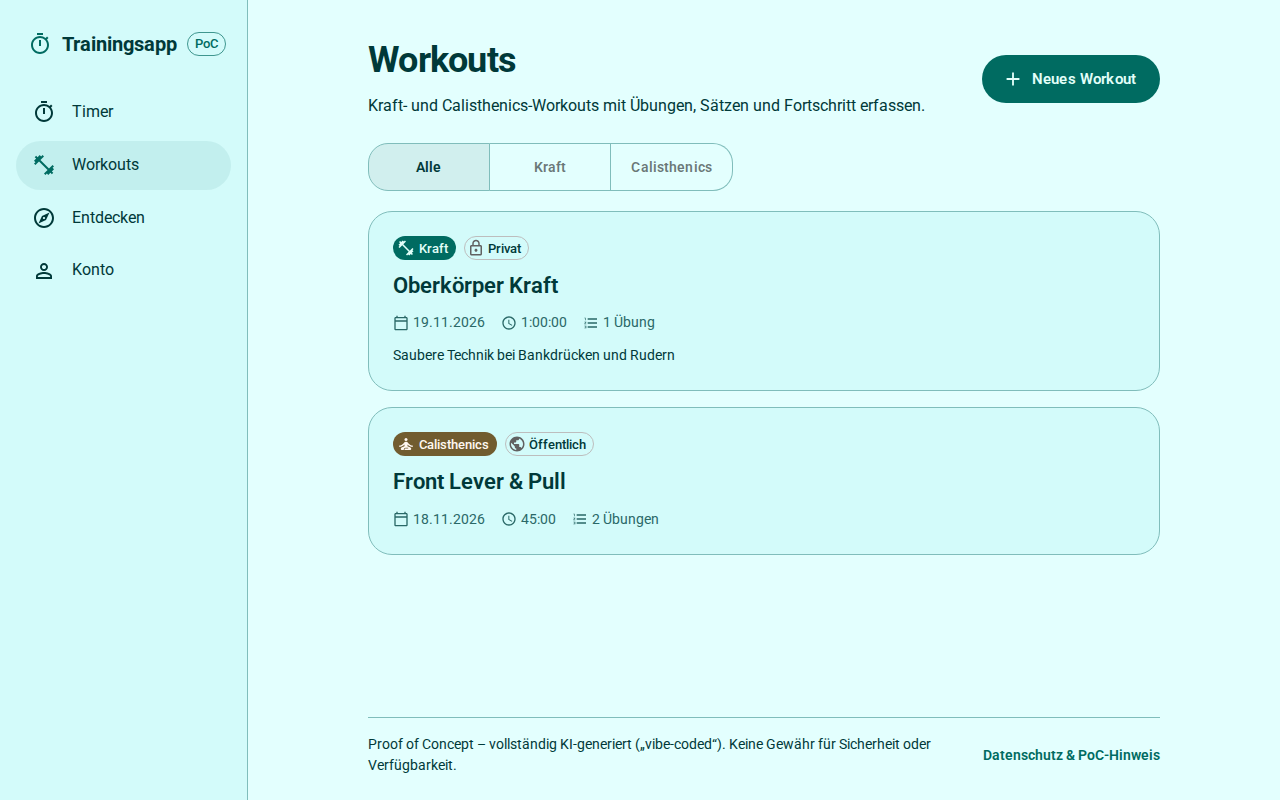 Trainingsapp PoC
Timer
Workouts
Entdecken
Konto
Workouts
Kraft- und Calisthenics-Workouts mit Übungen, Sätzen und Fortschritt erfassen.
Neues Workout
Alle Kraft Calisthenics
Kraft Privat
Oberkörper Kraft
19.11.2026 1:00:00 1 Übung
Saubere Technik bei Bankdrücken und Rudern
Calisthenics Öffentlich
Front Lever & Pull
18.11.2026 45:00 2 Übungen
Proof of Concept – vollständig KI-generiert („vibe-coded“). Keine Gewähr für Sicherheit oder
Verfügbarkeit.
Datenschutz & PoC-Hinweis